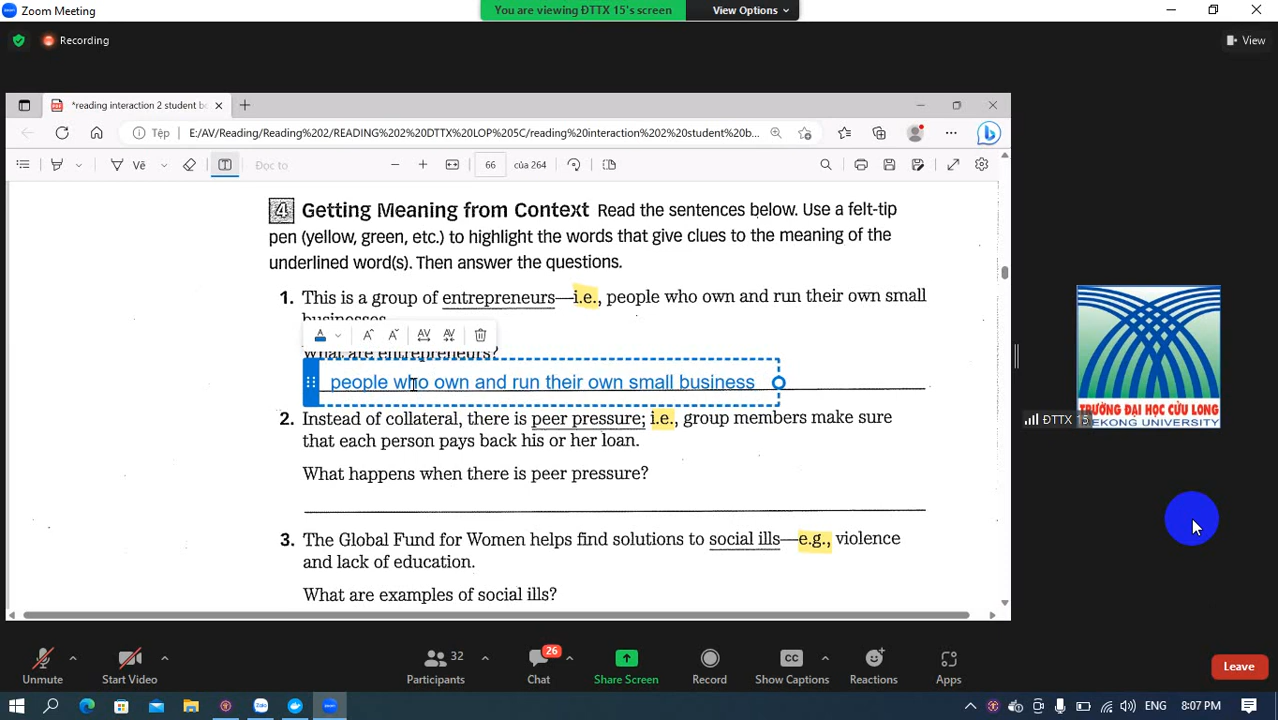 Zoom Meeting
You are viewing ĐTTX 15's screen
View Options
Recording
View
*reading interaction 2 student bo
Tệp
E:/AV/Reading/Reading%202/READING%202%20DTTX%20LOP%205C/reading%20interaction%202%20student%20b...
Vẽ
Đọc to
66
của 264
4 Getting Meaning from Context Read the sentences below. Use a felt-tip
pen (yellow, green, etc.) to highlight the words that give clues to the meaning of the
underlined word(s). Then answer the questions.
1. This is a group of entrepreneurs—i.e., people who own and run their own small
businesses.
What are entrepreneurs?
people who own and run their own small business
2. Instead of collateral, there is peer pressure; i.e., group members make sure
that each person pays back his or her loan.
What happens when there is peer pressure?
3. The Global Fund for Women helps find solutions to social ills—e.g., violence
and lack of education.
What are examples of social ills?
TRƯỜNG ĐẠI HỌC CỬU LONG
MEKONG UNIVERSITY
ĐTTX 15
Unmute
Start Video
32
Participants
26
Chat
Share Screen
Record
CC
Show Captions
Reactions
Apps
Leave
Zalo
ENG
8:07 PM